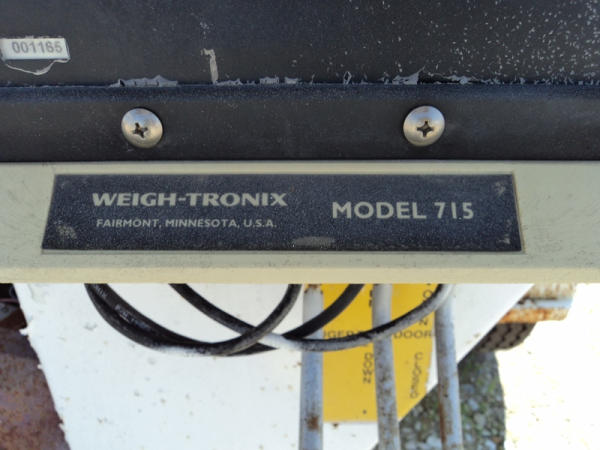 001165
WEIGH-TRONIX
FAIRMONT, MINNESOTA, U.S.A.
MODEL 715